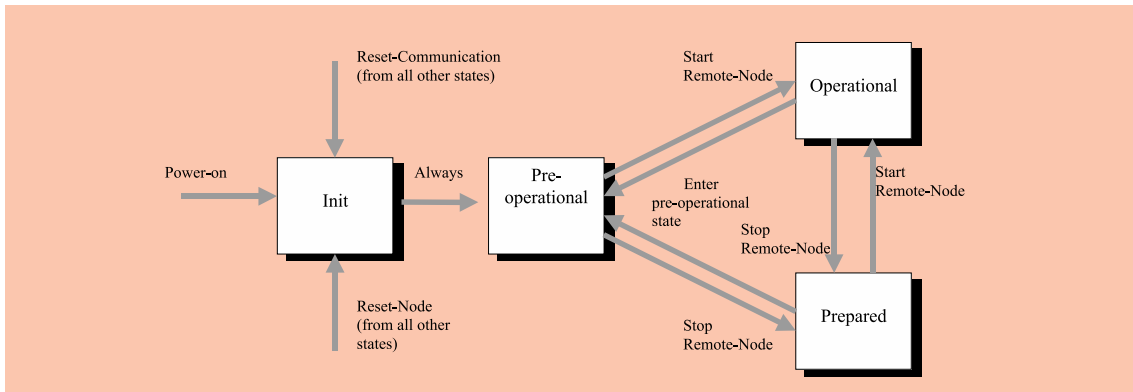 Reset-Communication
(from all other states)
Power-on
Init
Always
Reset-Node
(from all other
states)
Pre-
operational
Start
Remote-Node
Operational
Enter
pre-operational
state
Start
Remote-Node
Stop
Remote-Node
Stop
Remote-Node
Prepared